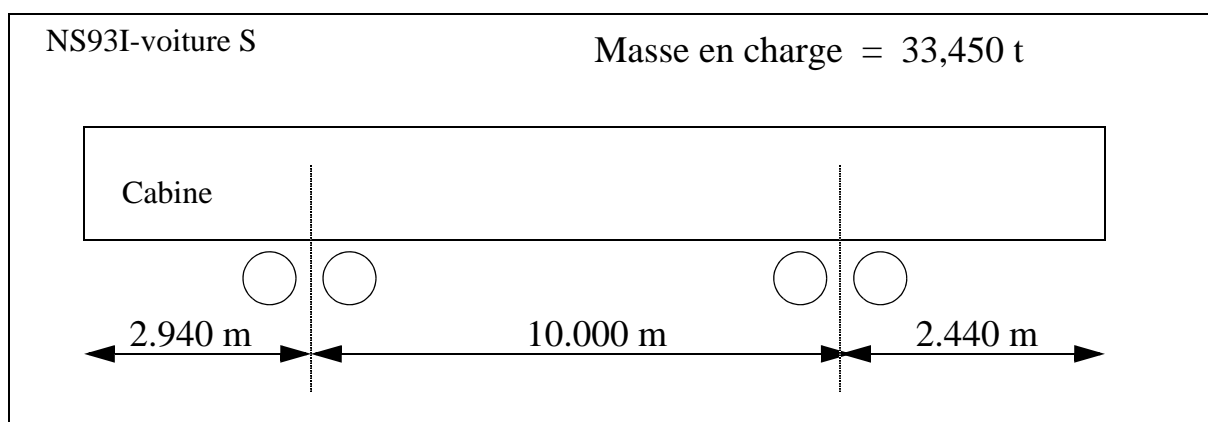 NS93I-voiture S
Masse en charge = 33,450 t
Cabine
2.940 m
10.000 m
2.440 m